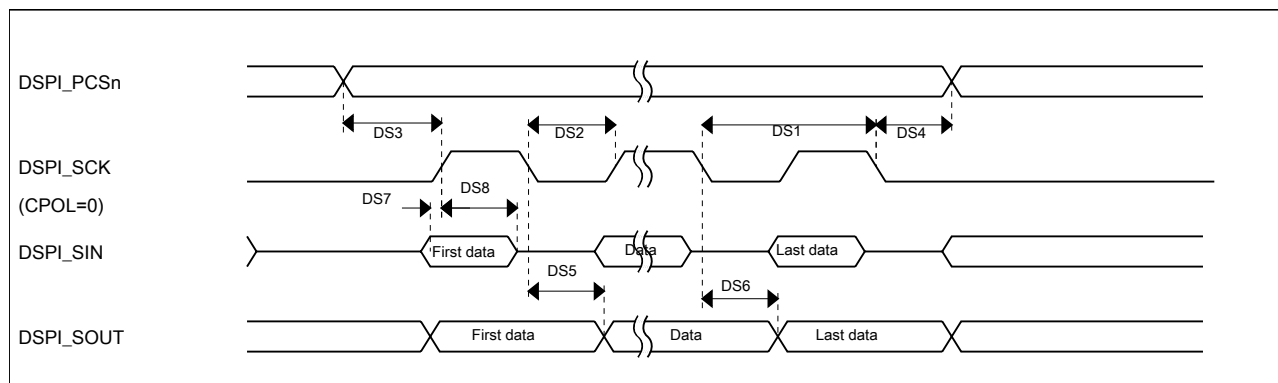 DSPI_PCSn
DS3
DS2
DS1
DS4
DSPI_SCK
(CPOL=0)
DS7
DS8
DSPI_SIN
First data
Data
Last data
DS5
DS6
DSPI_SOUT
First data
Data
Last data